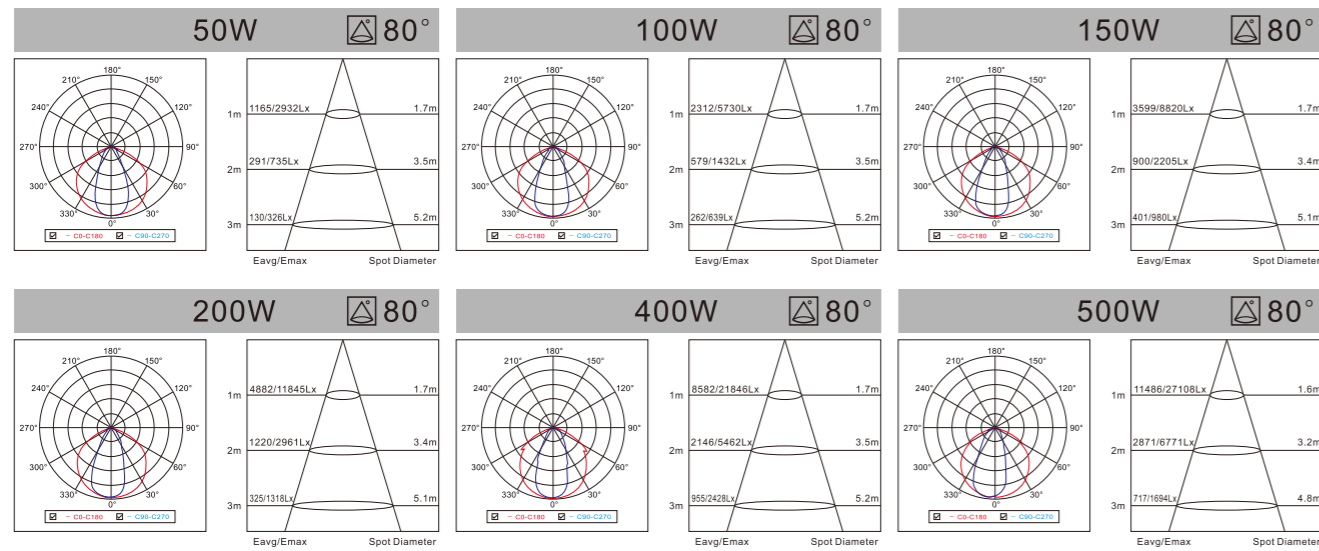 50W 80°
100W 80°
150W 80°
180°
210° 150°
240° 120°
270° 90°
300° 60°
330° 30°
0°
– C0-C180 – C90-C270
1m 1165/2932Lx 1.7m
2m 291/735Lx 3.5m
3m 130/326Lx 5.2m
Eavg/Emax Spot Diameter
180°
210° 150°
240° 120°
270° 90°
300° 60°
330° 30°
0°
– C0-C180 – C90-C270
1m 2312/5730Lx 1.7m
2m 579/1432Lx 3.5m
3m 262/639Lx 5.2m
Eavg/Emax Spot Diameter
180°
210° 150°
240° 120°
270° 90°
300° 60°
330° 30°
0°
– C0-C180 – C90-C270
1m 3599/8820Lx 1.7m
2m 900/2205Lx 3.4m
3m 401/980Lx 5.1m
Eavg/Emax Spot Diameter
200W 80°
400W 80°
500W 80°
180°
210° 150°
240° 120°
270° 90°
300° 60°
330° 30°
0°
– C0-C180 – C90-C270
1m 4882/11845Lx 1.7m
2m 1220/2961Lx 3.4m
3m 325/1318Lx 5.1m
Eavg/Emax Spot Diameter
180°
210° 150°
240° 120°
270° 90°
300° 60°
330° 30°
0°
– C0-C180 – C90-C270
1m 8582/21846Lx 1.7m
2m 2146/5462Lx 3.5m
3m 955/2428Lx 5.2m
Eavg/Emax Spot Diameter
180°
210° 150°
240° 120°
270° 90°
300° 60°
330° 30°
0°
– C0-C180 – C90-C270
1m 11486/27108Lx 1.6m
2m 2871/6771Lx 3.2m
3m 717/1694Lx 4.8m
Eavg/Emax Spot Diameter